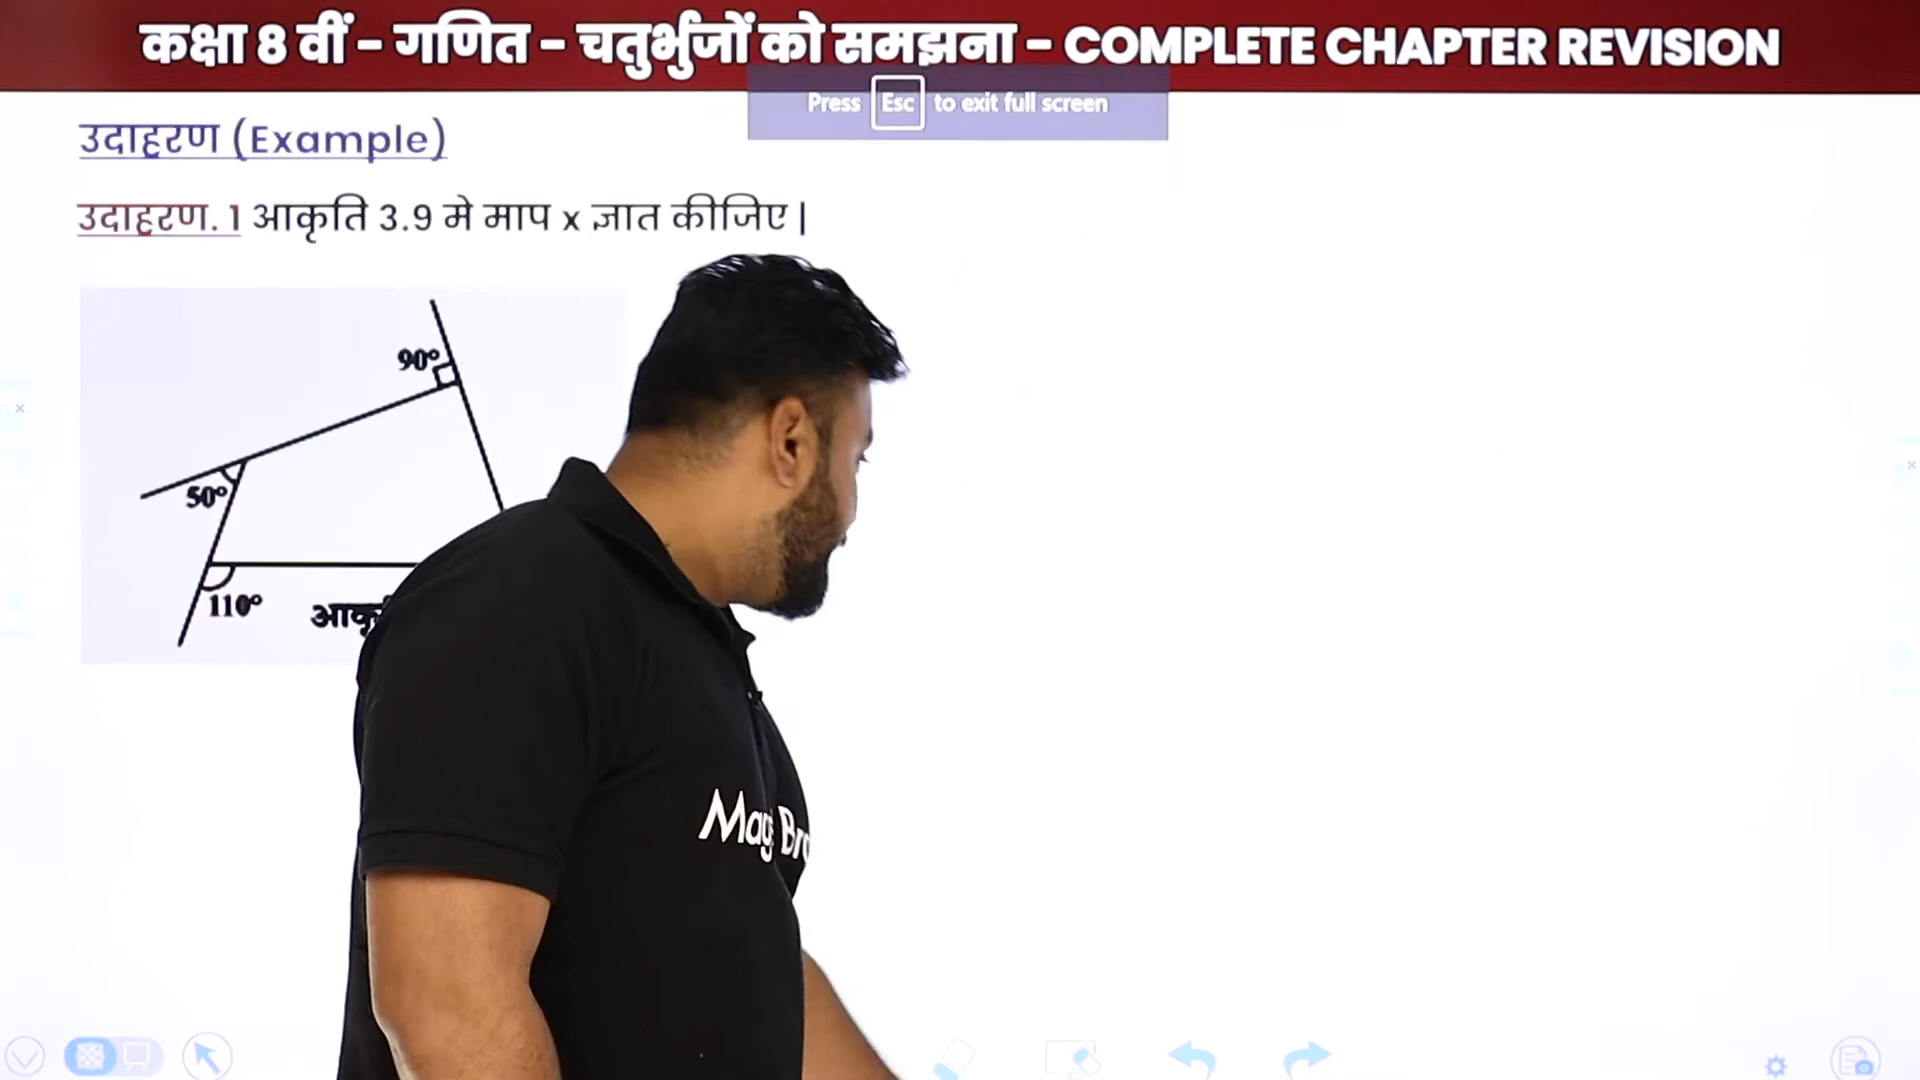 कक्षा 8 वीं – गणित – चतुर्भुजों को समझना – COMPLETE CHAPTER REVISION
Press Esc to exit full screen
उदाहरण (Example)
उदाहरण. 1 आकृति 3.9 मे माप x ज्ञात कीजिए |
90°
50°
110°